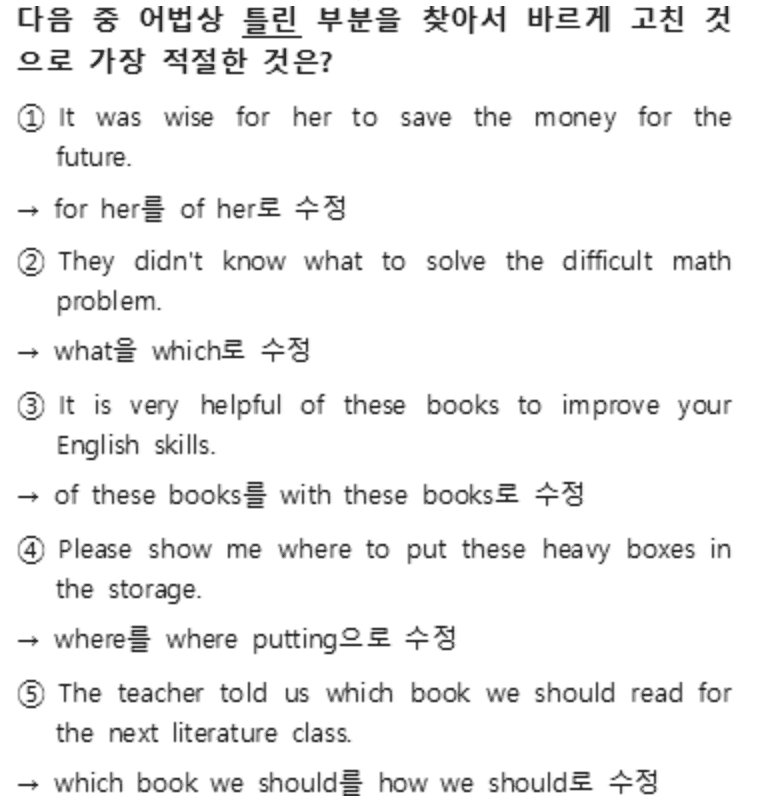 다음 중 어법상 틀린 부분을 찾아서 바르게 고친 것
으로 가장 적절한 것은?
① It was wise for her to save the money for the
future.
→ for her를 of her로 수정
② They didn't know what to solve the difficult math
problem.
→ what을 which로 수정
③ It is very helpful of these books to improve your
English skills.
→ of these books를 with these books로 수정
④ Please show me where to put these heavy boxes in
the storage.
→ where를 where putting으로 수정
⑤ The teacher told us which book we should read for
the next literature class.
→ which book we should를 how we should로 수정